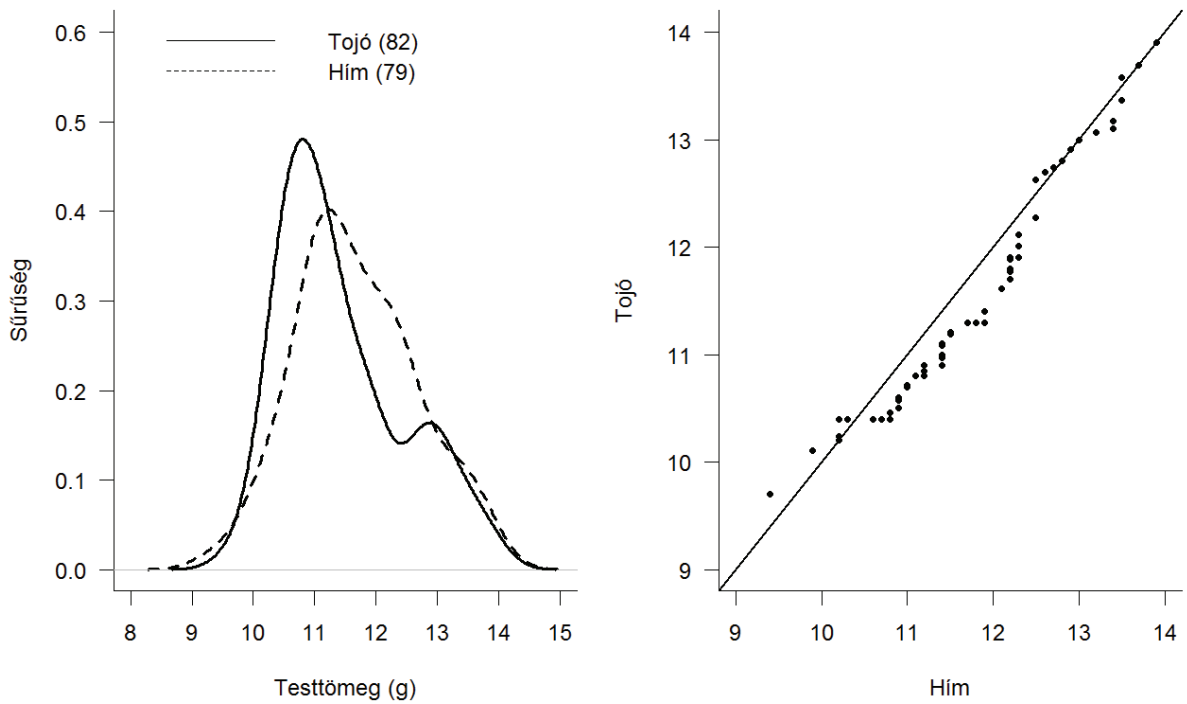 Tojó (82)
Hím (79)
Sűrűség
0.6
0.5
0.4
0.3
0.2
0.1
0.0
8 9 10 11 12 13 14 15
Testtömeg (g)
Tojó
14
13
12
11
10
9
9 10 11 12 13 14
Hím